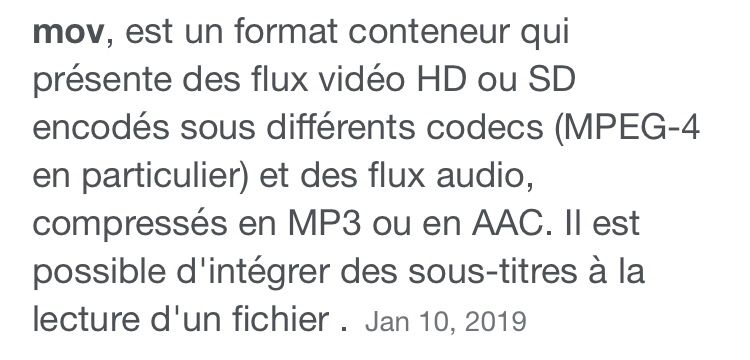 mov, est un format conteneur qui
présente des flux vidéo HD ou SD
encodés sous différents codecs (MPEG-4
en particulier) et des flux audio,
compressés en MP3 ou en AAC. Il est
possible d'intégrer des sous-titres à la
lecture d'un fichier . Jan 10, 2019